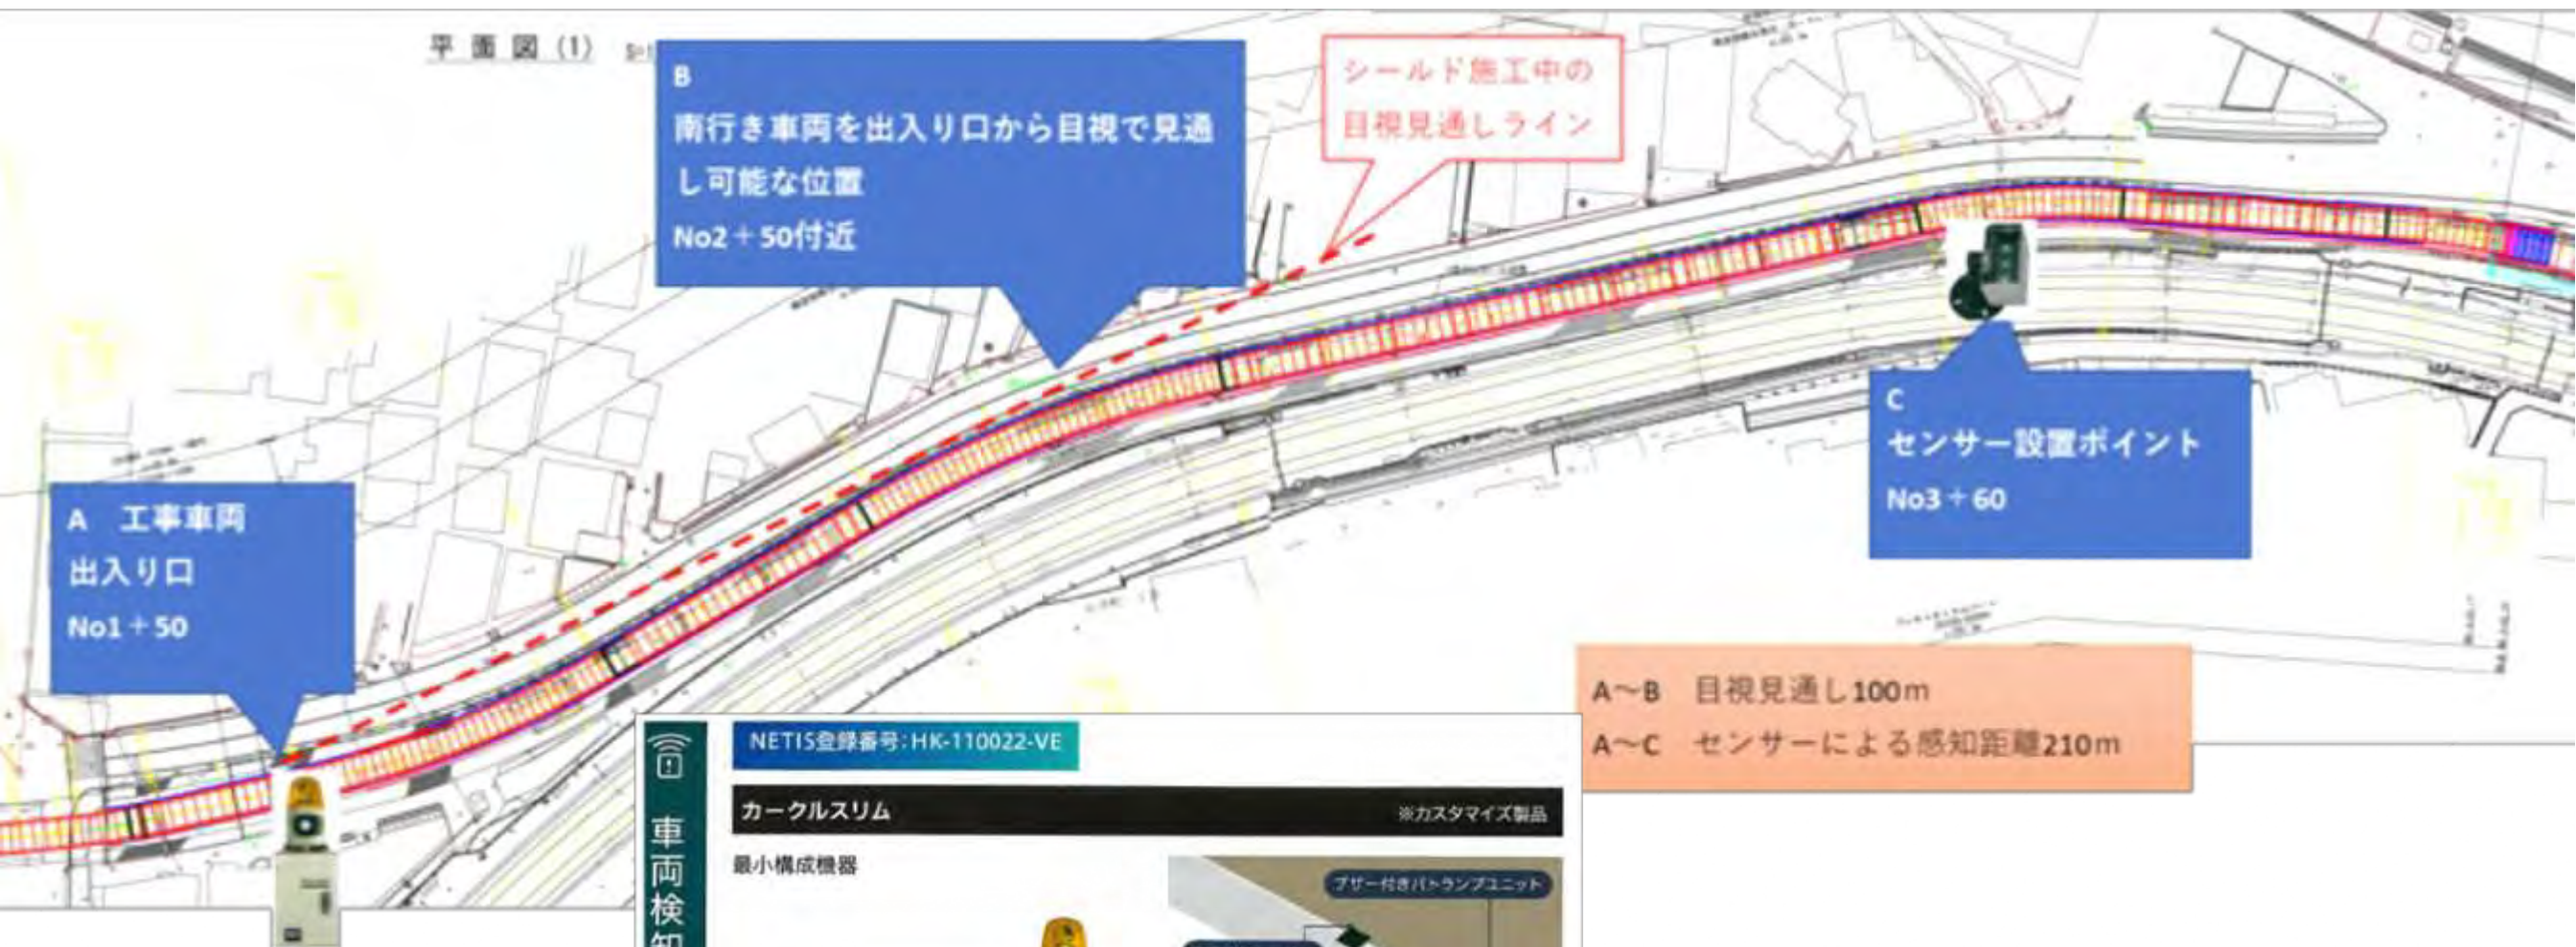 平面図(1)
B
南行き車両を出入り口から目視で見通
し可能な位置
No2+50付近
シールド施工中の
目視見通しライン
A 工事車両
出入り口
No1+50
C
センサー設置ポイント
No3+60
A~B 目視見通し100m
A~C センサーによる感知距離210m
NETIS登録番号:HK-110022-VE
カークルスリム
※カスタマイズ製品
最小構成機器
ブザー付きパトランプユニット
車両検知